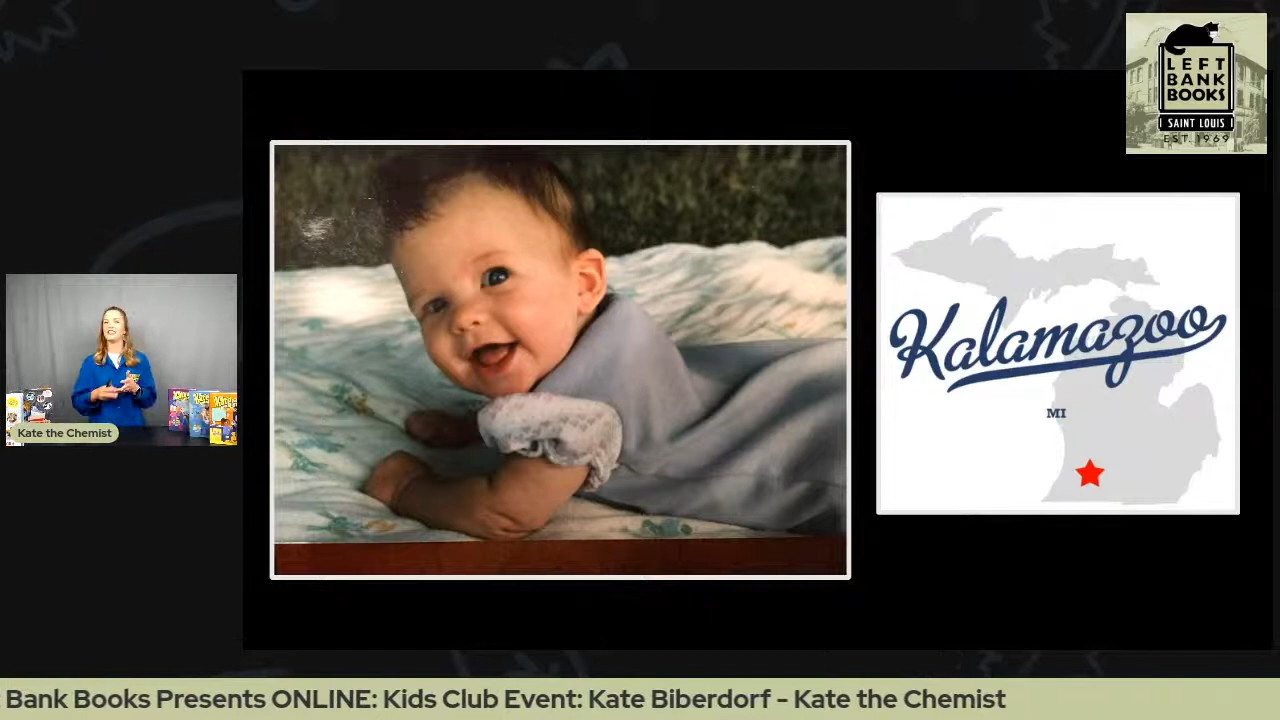 LEFT
BANK
BOOKS
SAINT LOUIS
EST. 1969
Kalamazoo
MI
Kate the Chemist
Bank Books Presents ONLINE: Kids Club Event: Kate Biberdorf - Kate the Chemist